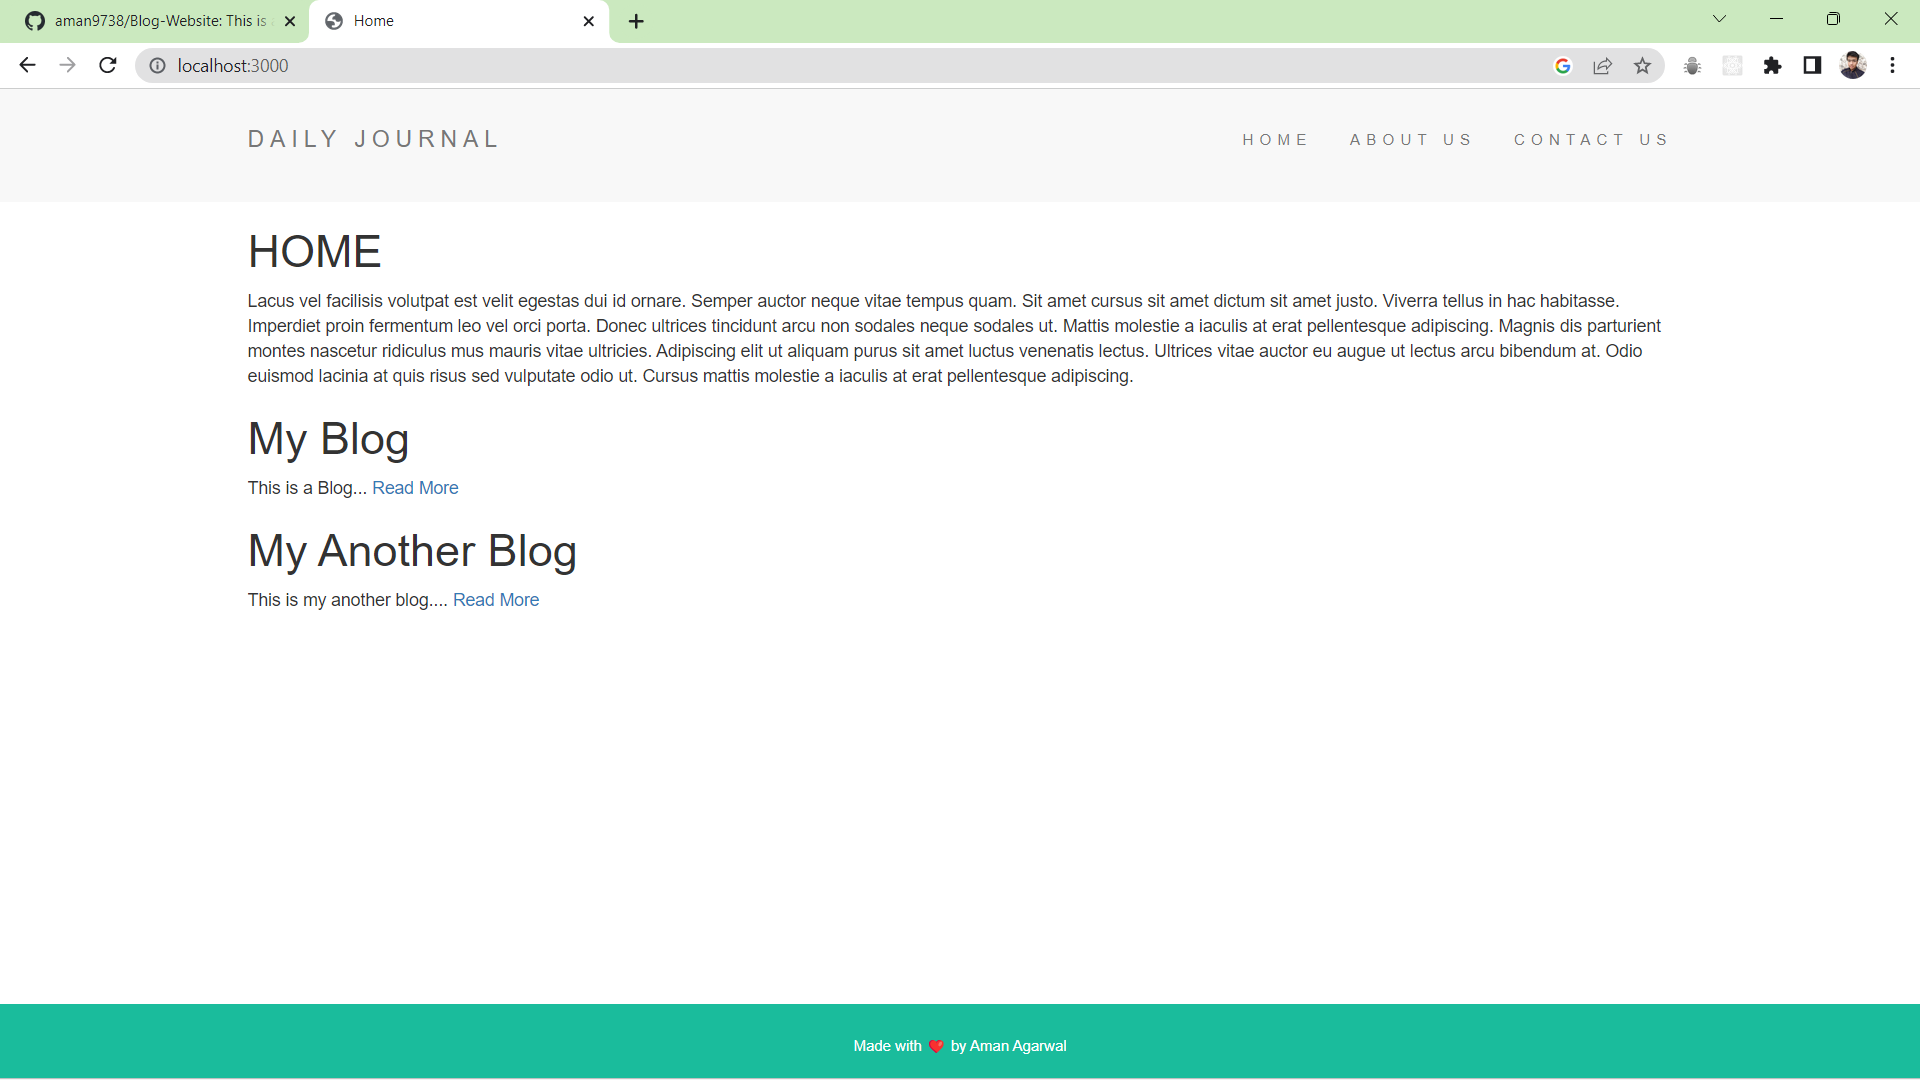 aman9738/Blog-Website: This is
Home
localhost:3000
DAILY JOURNAL
HOME ABOUT US CONTACT US
HOME
Lacus vel facilisis volutpat est velit egestas dui id ornare. Semper auctor neque vitae tempus quam. Sit amet cursus sit amet dictum sit amet justo. Viverra tellus in hac habitasse.
Imperdiet proin fermentum leo vel orci porta. Donec ultrices tincidunt arcu non sodales neque sodales ut. Mattis molestie a iaculis at erat pellentesque adipiscing. Magnis dis parturient
montes nascetur ridiculus mus mauris vitae ultricies. Adipiscing elit ut aliquam purus sit amet luctus venenatis lectus. Ultrices vitae auctor eu augue ut lectus arcu bibendum at. Odio
euismod lacinia at quis risus sed vulputate odio ut. Cursus mattis molestie a iaculis at erat pellentesque adipiscing.
My Blog
This is a Blog... Read More
My Another Blog
This is my another blog.... Read More
Made with ❤️ by Aman Agarwal